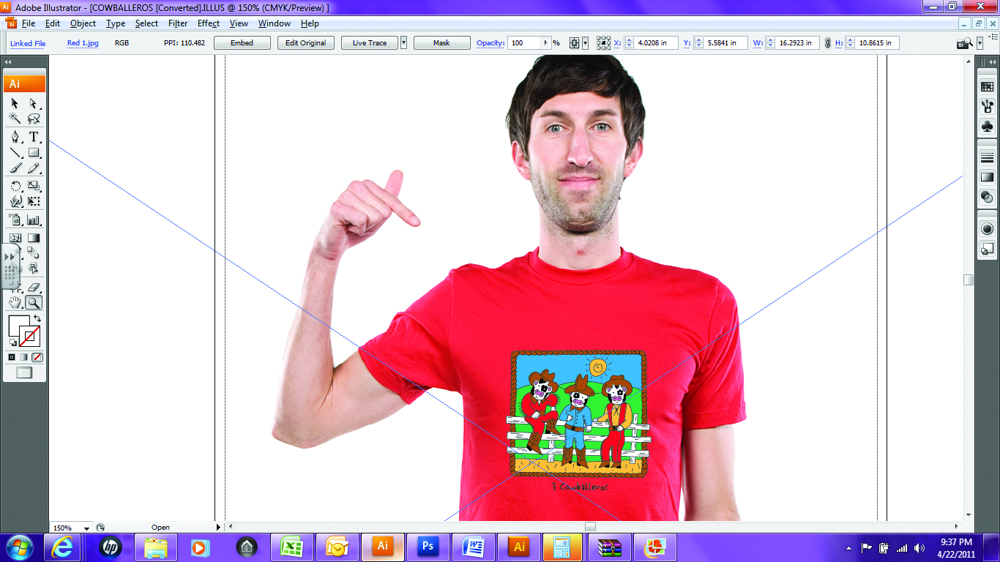 Adobe Illustrator - [COWBALLEROS [Converted].ILLUS @ 150% (CMYK/Preview) ]
File Edit Object Type Select Filter Effect View Window Help
Linked File Red 1.jpg RGB PPI: 110.482 Embed Edit Original Live Trace Mask Opacity: 100 % X: 4.0208 in Y: 5.5841 in W: 16.2923 in H: 10.8615 in
Br
Ai
T
3 Cowballeros
150% Open
hp Ai Ps W Ai
9:37 PM
4/22/2011